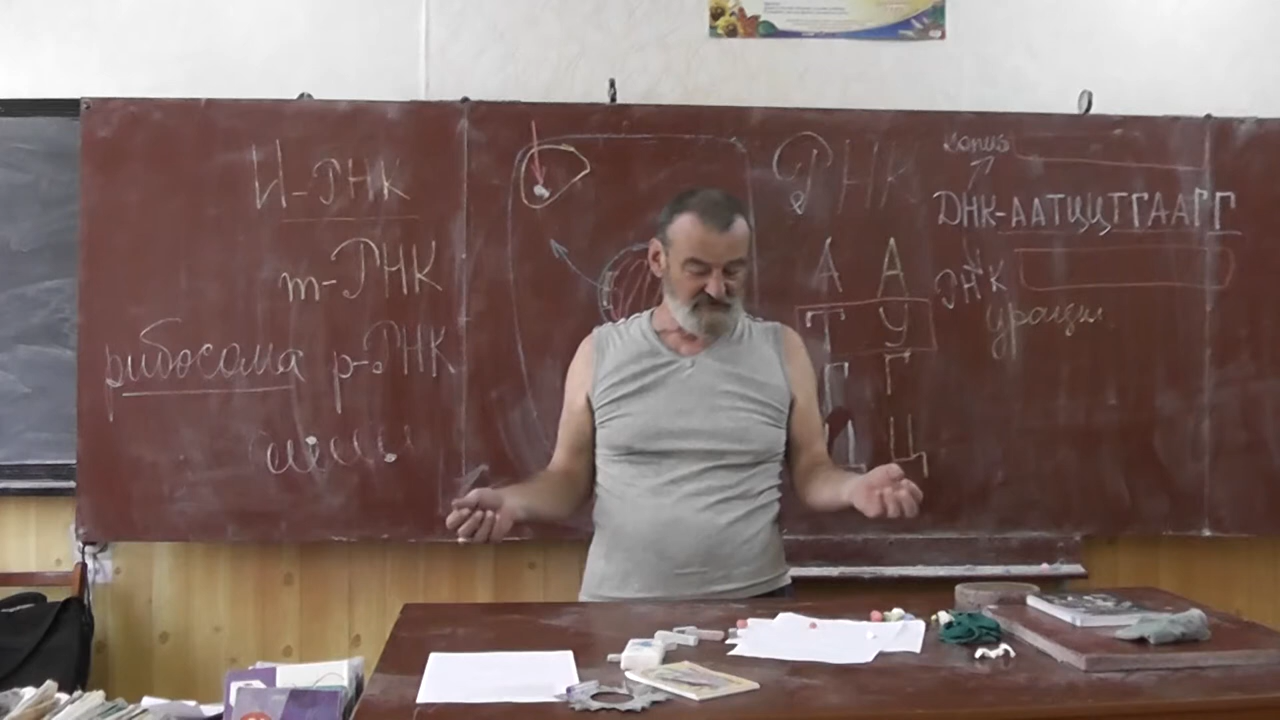 И-РНК
т-РНК
рибосома р-РНК
РНК
А А
Т У
Г Г
Ц
копия
ДНК-ААТЦЦТГААГГ
РНК
урацил